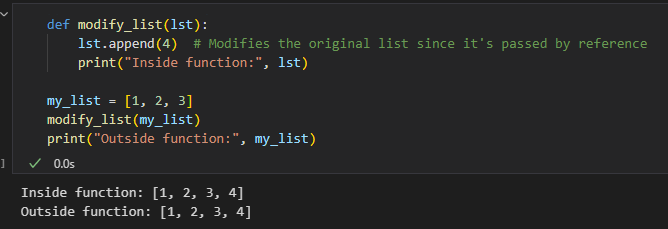 def modify_list(lst):
    lst.append(4)  # Modifies the original list since it's passed by reference
    print("Inside function:", lst)
my_list = [1, 2, 3]
modify_list(my_list)
print("Outside function:", my_list)
]
✓ 0.0s
Inside function: [1, 2, 3, 4]
Outside function: [1, 2, 3, 4]